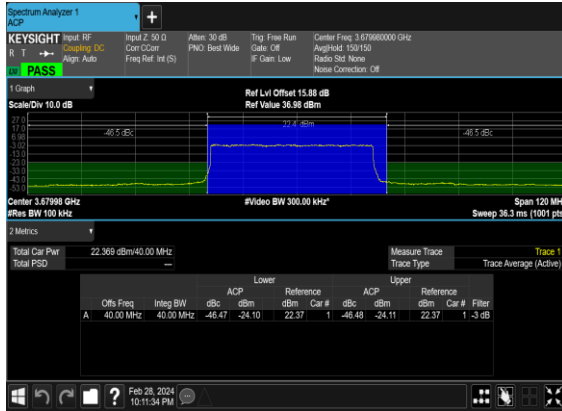 Spectrum Analyzer 1
ACP
KEYSIGHT Input: RF Input Z: 50 Ω Atten: 30 dB Trig: Free Run Center Freq: 3.679980000 GHz
R T Coupling: DC Corr CCorr PNO: Best Wide Gate: Off Avg|Hold: 150/150
Align: Auto Freq Ref: Int (S) IF Gain: Low Radio Std: None
LXI PASS Noise Correction: Off
1 Graph Ref Lvl Offset 15.88 dB
Scale/Div 10.0 dB Ref Value 36.98 dBm
27.0 22.4 dBm
17.0 -46.5 dBc -46.5 dBc
6.98
-3.02
-13.0
-23.0
-33.0
-43.0
-53.0
Center 3.67998 GHz #Video BW 300.00 kHz* Span 120 MH
#Res BW 100 kHz Sweep 36.3 ms (1001 pts
2 Metrics
Total Car Pwr 22.369 dBm/40.00 MHz Measure Trace Trace 1
Total PSD --- Trace Type Trace Average (Active)
Lower Upper
ACP Reference ACP Reference
Offs Freq Integ BW dBc dBm dBm Car # dBc dBm dBm Car # Filter
A 40.00 MHz 40.00 MHz -46.47 -24.10 22.37 1 -46.48 -24.11 22.37 1 -3 dB
? Feb 28, 2024
10:11:34 PM